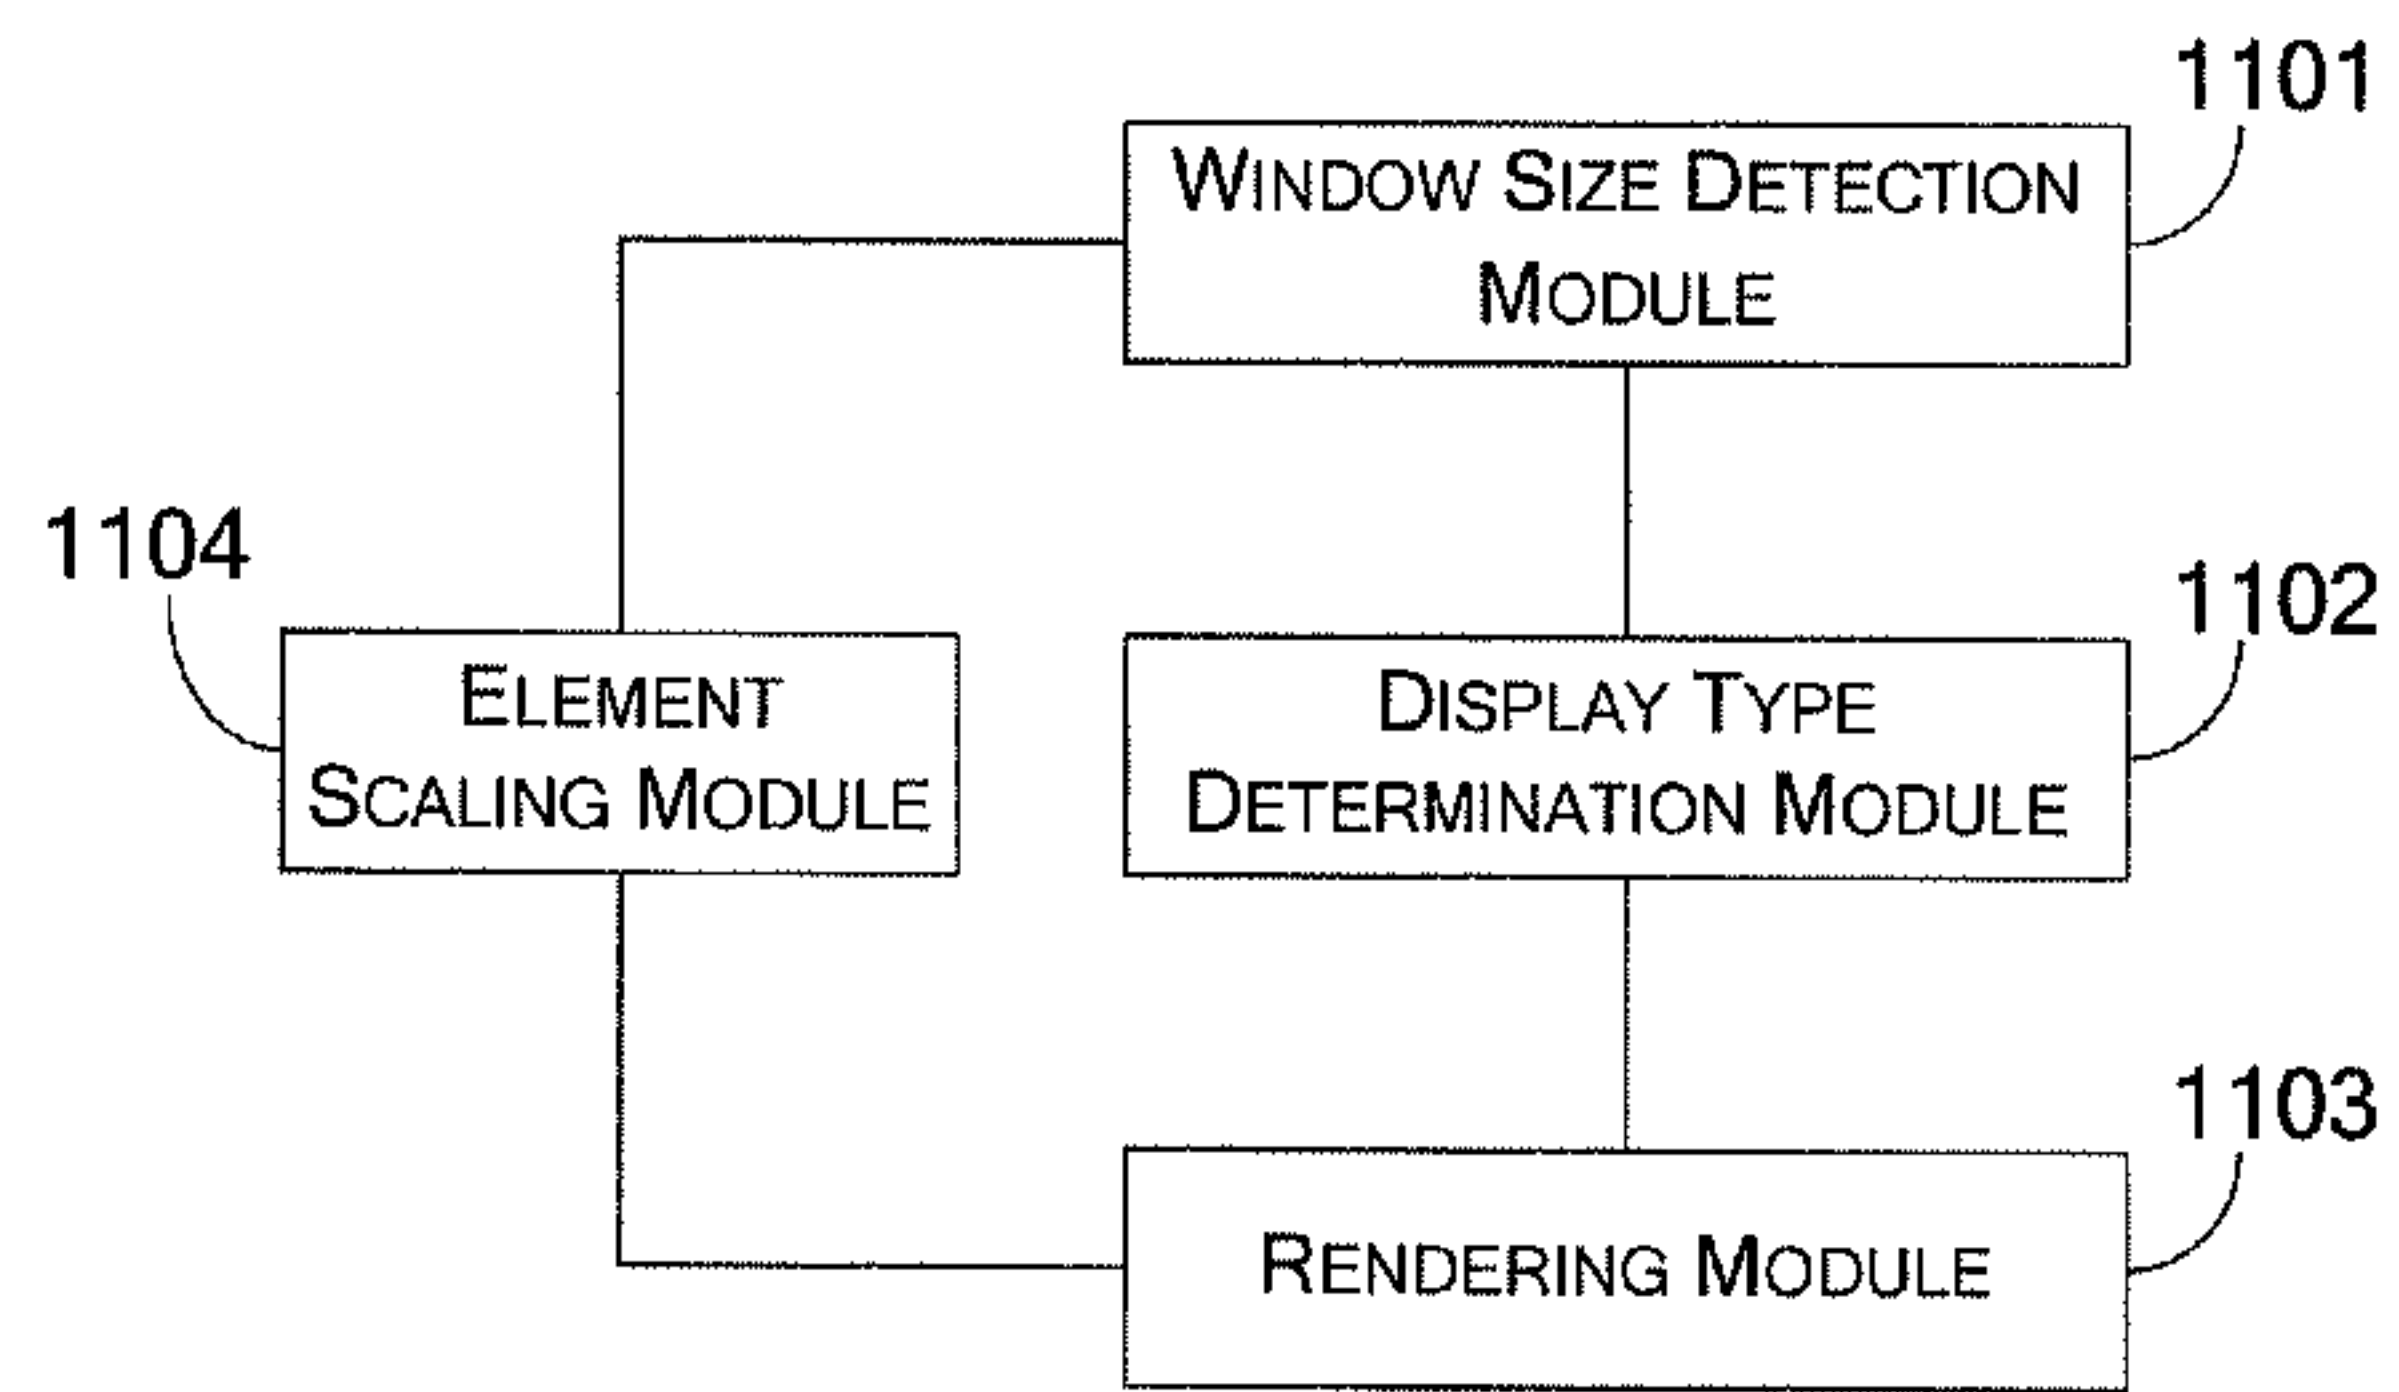 1101
WINDOW SIZE DETECTION
MODULE
1104
ELEMENT
SCALING MODULE
1102
DISPLAY TYPE
DETERMINATION MODULE
1103
RENDERING MODULE